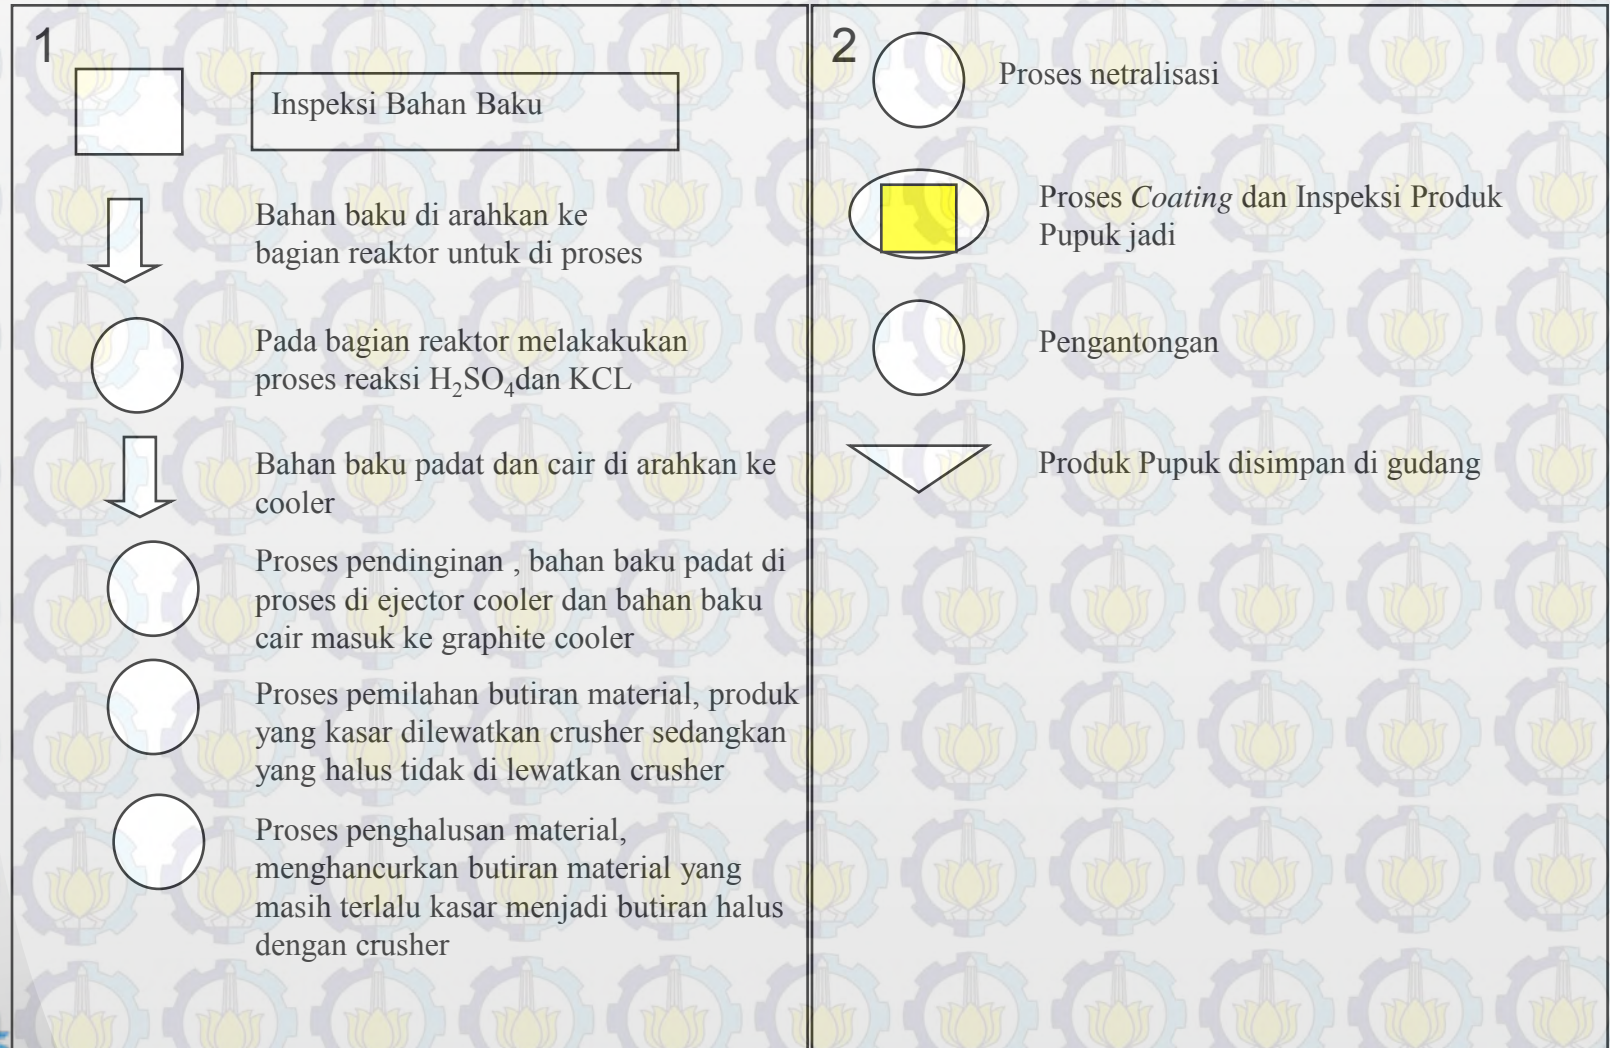 1
Inspeksi Bahan Baku
Bahan baku di arahkan ke
bagian reaktor untuk di proses
Pada bagian reaktor melakakukan
proses reaksi H₂SO₄dan KCL
Bahan baku padat dan cair di arahkan ke
cooler
Proses pendinginan , bahan baku padat di
proses di ejector cooler dan bahan baku
cair masuk ke graphite cooler
Proses pemilahan butiran material, produk
yang kasar dilewatkan crusher sedangkan
yang halus tidak di lewatkan crusher
Proses penghalusan material,
menghancurkan butiran material yang
masih terlalu kasar menjadi butiran halus
dengan crusher
2
Proses netralisasi
Proses Coating dan Inspeksi Produk
Pupuk jadi
Pengantongan
Produk Pupuk disimpan di gudang